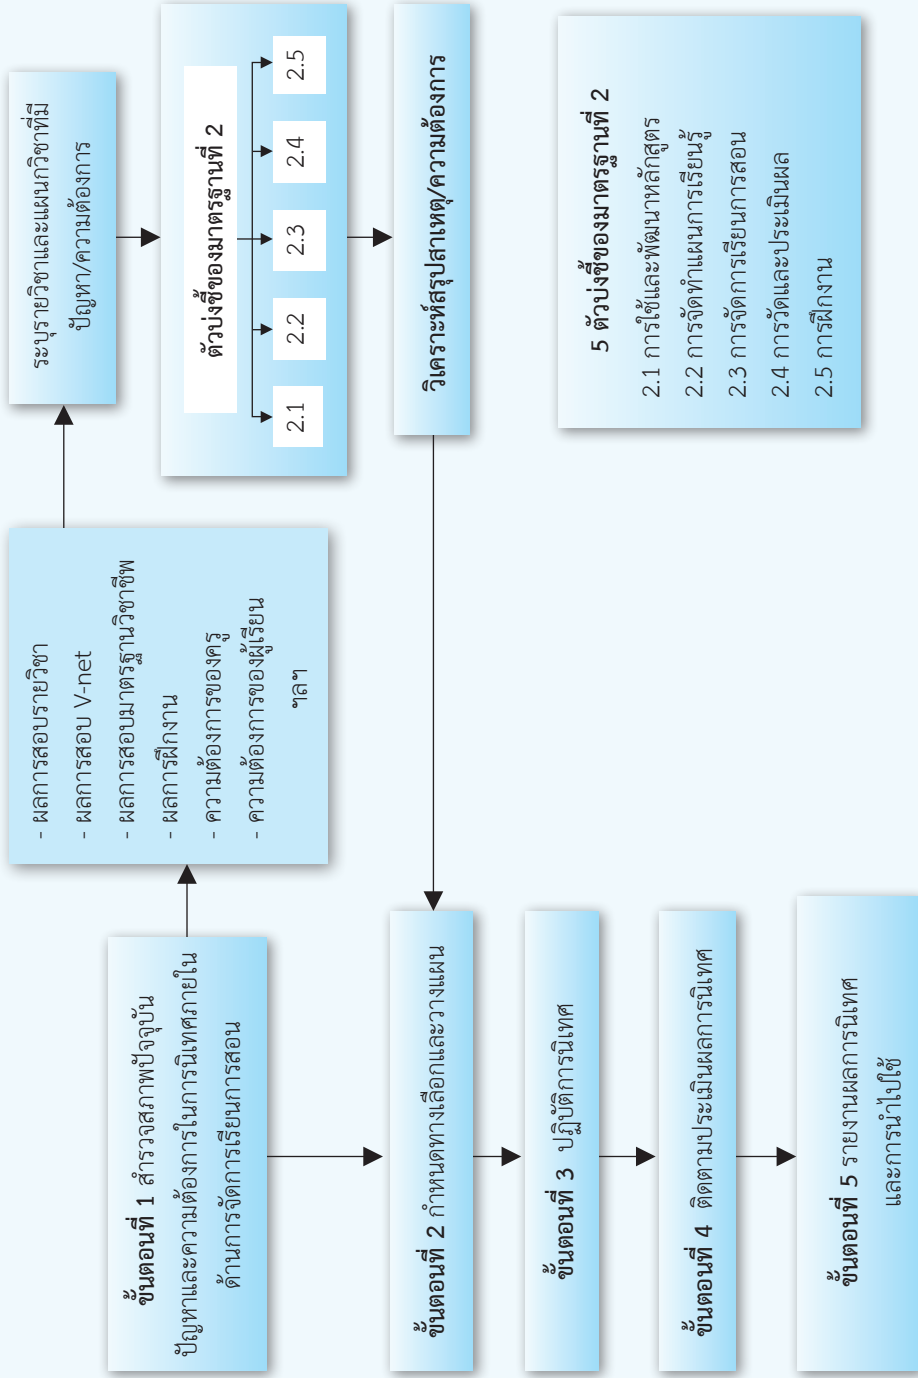 ขั้นตอนที่ 1 สำรวจสภาพปัจจุบัน
ปัญหาและความต้องการในการนิเทศภายใน
ด้านการจัดการเรียนการสอน
- ผลการสอบรายวิชา
- ผลการสอบ V-net
- ผลการสอบมาตรฐานวิชาชีพ
- ผลการฝึกงาน
- ความต้องการของครู
- ความต้องการของผู้เรียน
ฯลฯ
ระบุรายวิชาและแผนกวิชาที่มี
ปัญหา/ความต้องการ
ตัวบ่งชี้ของมาตรฐานที่ 2
2.1
2.2
2.3
2.4
2.5
วิเคราะห์สรุปสาเหตุ/ความต้องการ
ขั้นตอนที่ 2 กำหนดทางเลือกและวางแผน
ขั้นตอนที่ 3 ปฏิบัติการนิเทศ
ขั้นตอนที่ 4 ติดตามประเมินผลการนิเทศ
ขั้นตอนที่ 5 รายงานผลการนิเทศ
และการนำไปใช้
5 ตัวบ่งชี้ของมาตรฐานที่ 2
2.1 การใช้และพัฒนาหลักสูตร
2.2 การจัดทำแผนการเรียนรู้
2.3 การจัดการเรียนการสอน
2.4 การวัดและประเมินผล
2.5 การฝึกงาน